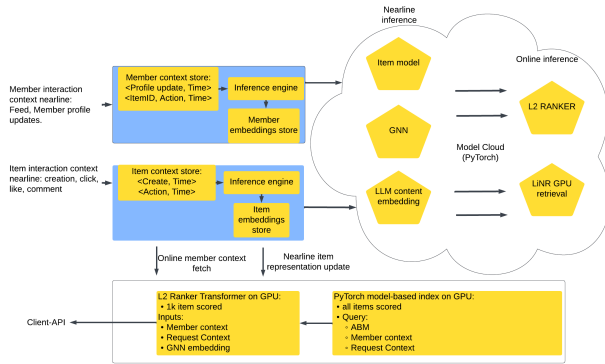 Nearline
inference
Item model
Online inference
Member context store:
<Profile update, Time>
<ItemID, Action, Time>
Inference engine
Member
embeddings store
Member interaction
context nearline:
Feed, Member profile
updates.
L2 RANKER
GNN
Model Cloud
(PyTorch)
Item interaction context
nearline: creation, click,
like, comment
Item context store:
<Create, Time>
<Action, Time>
Inference engine
Item
embeddings
store
LLM content
embedding
LiNR GPU
retrieval
Online member context
fetch
Nearline item
representation update
L2 Ranker Transformer on GPU:
• 1k item scored
Inputs:
• Member context
• Request Context
• GNN embedding
PyTorch model-based index on GPU:
• all items scored
• Query:
◦ ABM
◦ Member context
◦ Request Context
Client-API